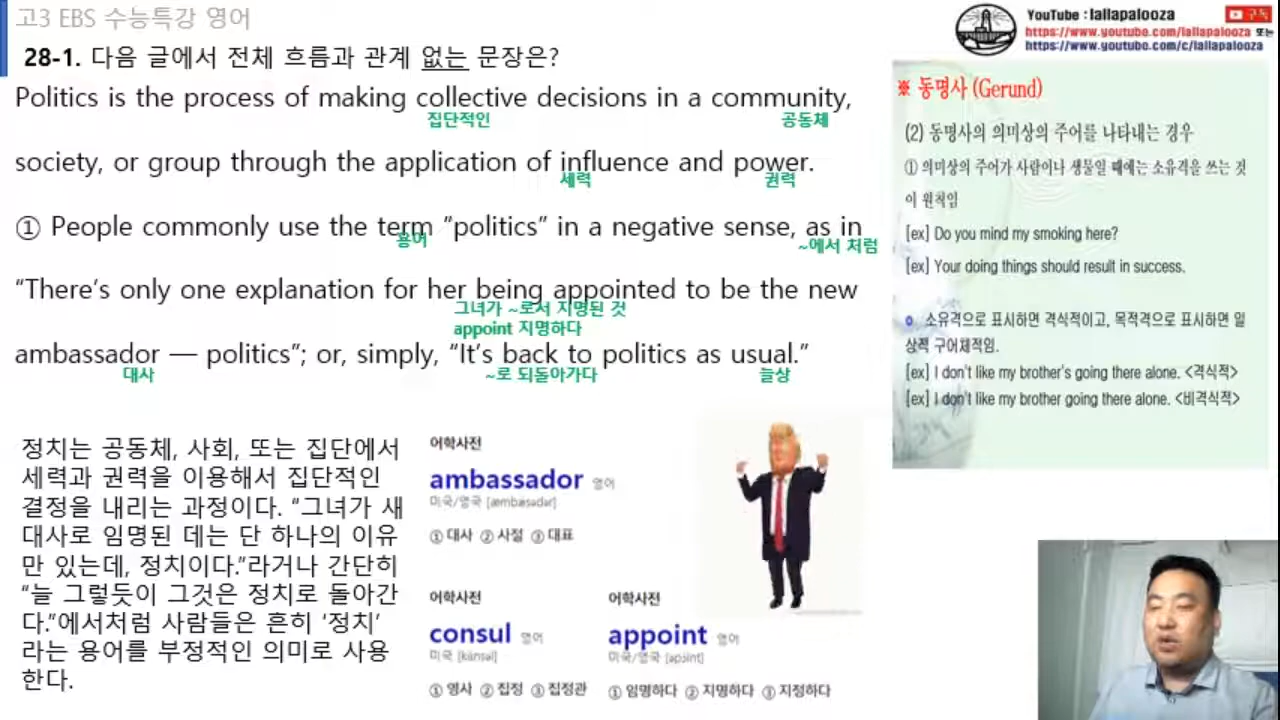 고3 EBS 수능특강 영어
28-1. 다음 글에서 전체 흐름과 관계 없는 문장은?
Politics is the process of making collective decisions in a community,
집단적인
공동체
society, or group through the application of influence and power.
세력
권력
① People commonly use the term "politics" in a negative sense, as in
용어
~에서 처럼
"There's only one explanation for her being appointed to be the new
그녀가 ~로서 지명된 것
appoint 지명하다
ambassador — politics"; or, simply, "It's back to politics as usual."
대사
~로 되돌아가다
늘상
정치는 공동체, 사회, 또는 집단에서
세력과 권력을 이용해서 집단적인
결정을 내리는 과정이다. "그녀가 새
대사로 임명된 데는 단 하나의 이유
만 있는데, 정치이다."라거나 간단히
"늘 그렇듯이 그것은 정치로 돌아간
다."에서처럼 사람들은 흔히 '정치'
라는 용어를 부정적인 의미로 사용
한다.
어학사전
ambassador 영어
미국/영국 [æmbæsədər]
① 대사 ② 사절 ③ 대표
어학사전
consul 영어
미국 [kɑ́nsəl]
① 영사 ② 집정 ③ 집정관
어학사전
appoint 영어
미국/영국 [əpɔ́int]
① 임명하다 ② 지명하다 ③ 지정하다
YouTube : lallapalooza
구독
https://www.youtube.com/lallapalooza 또는
https://www.youtube.com/c/lallapalooza
※ 동명사 (Gerund)
(2) 동명사의 의미상의 주어를 나타내는 경우
① 의미상의 주어가 사람이나 생물일 때에는 소유격을 쓰는 것
이 원칙임
[ex] Do you mind my smoking here?
[ex] Your doing things should result in success.
소유격으로 표시하면 격식적이고, 목적격으로 표시하면 일
상적 구어체적임.
[ex] I don't like my brother's going there alone. <격식적>
[ex] I don't like my brother going there alone. <비격식적>